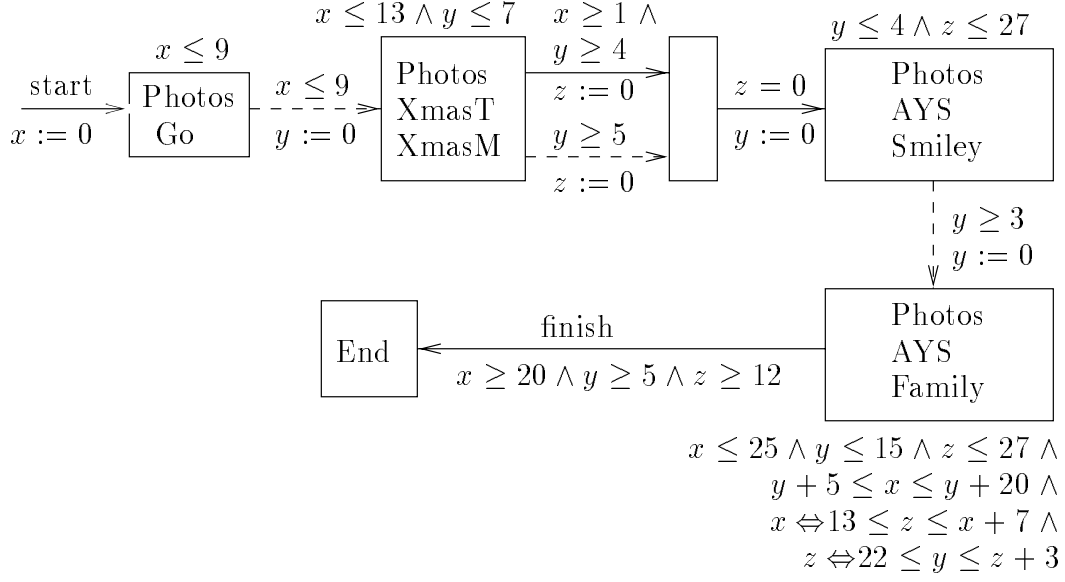 x ≤ 13 ∧ y ≤ 7
x ≥ 1 ∧
y ≤ 4 ∧ z ≤ 27
x ≤ 9
y ≥ 4
start
Photos
Go
x ≤ 9
Photos
XmasT
XmasM
z := 0
z = 0
Photos
AYS
Smiley
x := 0
y := 0
y ≥ 5
y := 0
z := 0
y ≥ 3
y := 0
Photos
AYS
Family
finish
End
x ≥ 20 ∧ y ≥ 5 ∧ z ≥ 12
x ≤ 25 ∧ y ≤ 15 ∧ z ≤ 27 ∧
y + 5 ≤ x ≤ y + 20 ∧
x ⇔13 ≤ z ≤ x + 7 ∧
z ⇔22 ≤ y ≤ z + 3